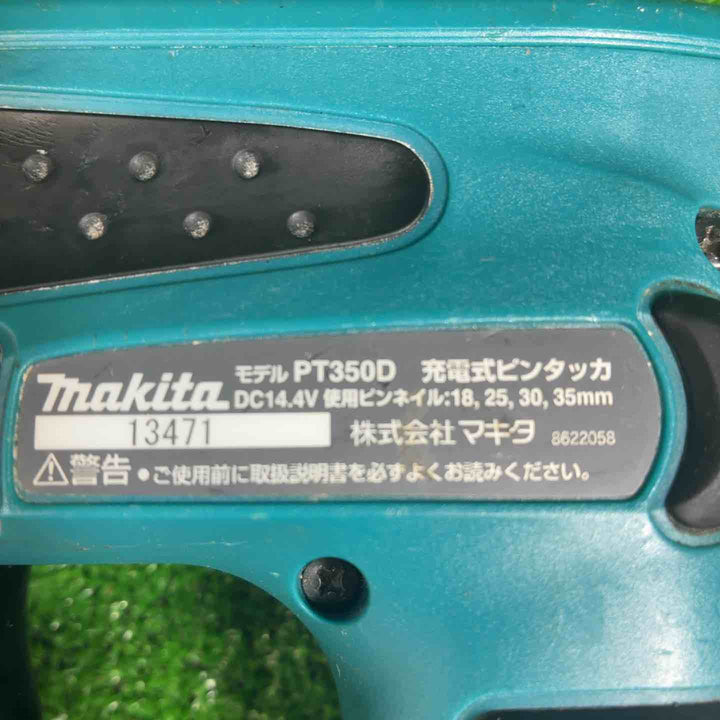 makita モデル PT350D 充電式ピンタッカ
DC14.4V 使用ピンネイル:18, 25, 30, 35mm
13471 株式会社マキタ 8622058
⚠警告 •ご使用前に取扱説明書を必ずよくお読みください。